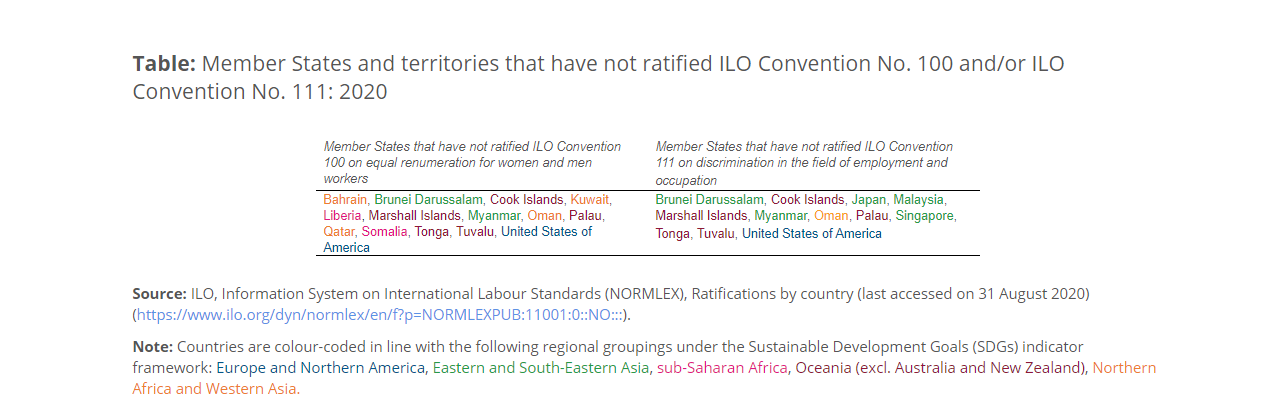 Table: Member States and territories that have not ratified ILO Convention No. 100 and/or ILO
Convention No. 111: 2020
Member States that have not ratified ILO Convention
100 on equal renumeration for women and men
workers
Bahrain, Brunei Darussalam, Cook Islands, Kuwait,
Liberia, Marshall Islands, Myanmar, Oman, Palau,
Qatar, Somalia, Tonga, Tuvalu, United States of
America
Member States that have not ratified ILO Convention
111 on discrimination in the field of employment and
occupation
Brunei Darussalam, Cook Islands, Japan, Malaysia,
Marshall Islands, Myanmar, Oman, Palau, Singapore,
Tonga, Tuvalu, United States of America
Source: ILO, Information System on International Labour Standards (NORMLEX), Ratifications by country (last accessed on 31 August 2020)
(https://www.ilo.org/dyn/normlex/en/f?p=NORMLEXPUB:11001:0::NO:::).
Note: Countries are colour-coded in line with the following regional groupings under the Sustainable Development Goals (SDGs) indicator
framework: Europe and Northern America, Eastern and South-Eastern Asia, sub-Saharan Africa, Oceania (excl. Australia and New Zealand), Northern
Africa and Western Asia.